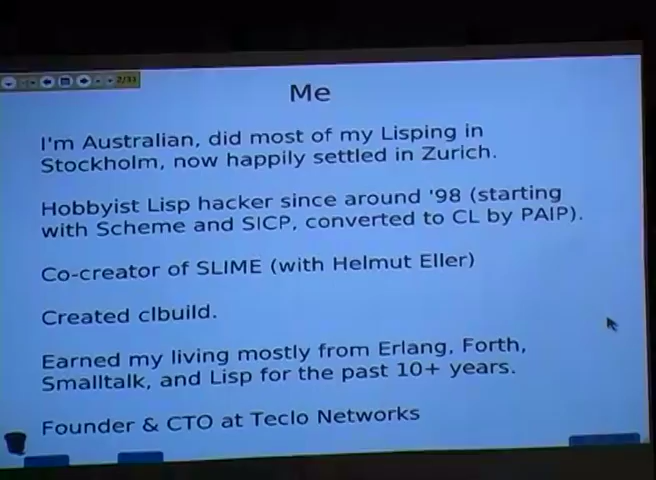 2/33
Me
I'm Australian, did most of my Lisping in
Stockholm, now happily settled in Zurich.
Hobbyist Lisp hacker since around '98 (starting
with Scheme and SICP, converted to CL by PAIP).
Co-creator of SLIME (with Helmut Eller)
Created clbuild.
Earned my living mostly from Erlang, Forth,
Smalltalk, and Lisp for the past 10+ years.
Founder & CTO at Teclo Networks